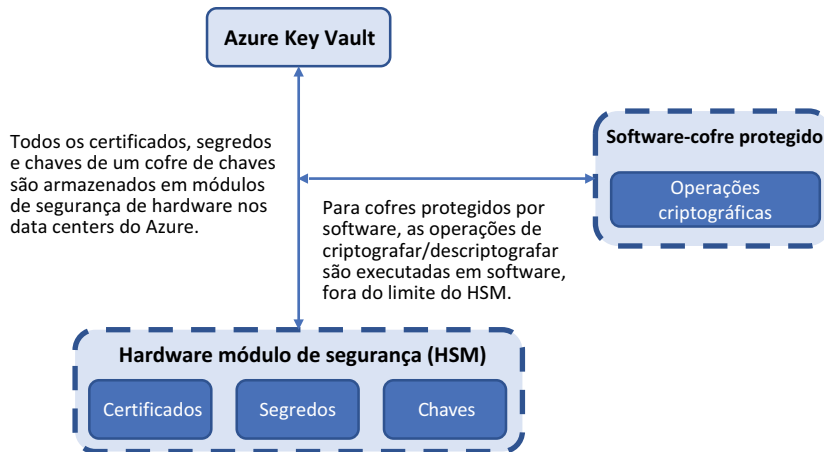 Azure Key Vault
Todos os certificados, segredos
e chaves de um cofre de chaves
são armazenados em módulos
de segurança de hardware nos
data centers do Azure.
Software-cofre protegido
Operações
criptográficas
Para cofres protegidos por
software, as operações de
criptografar/descriptografar
são executadas em software,
fora do limite do HSM.
Hardware módulo de segurança (HSM)
Certificados
Segredos
Chaves